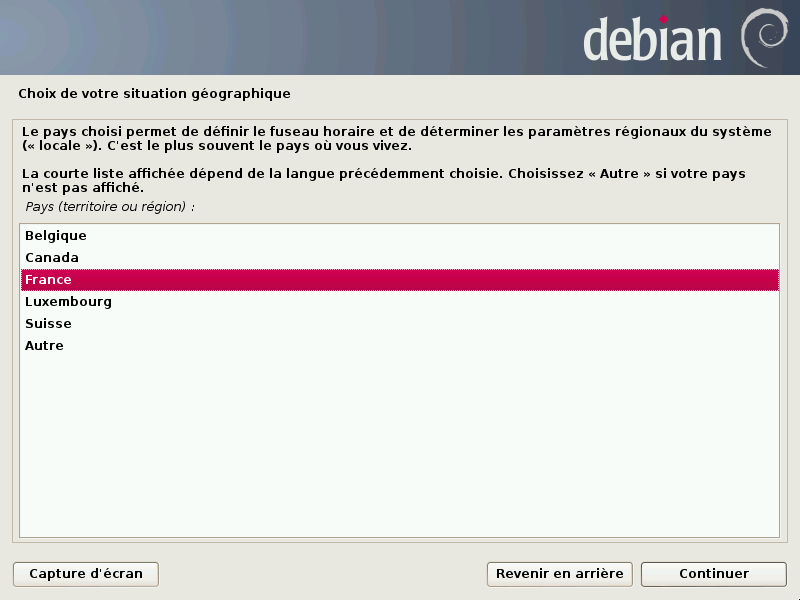 debian
Choix de votre situation géographique
Le pays choisi permet de définir le fuseau horaire et de déterminer les paramètres régionaux du système
(« locale »). C'est le plus souvent le pays où vous vivez.
La courte liste affichée dépend de la langue précédemment choisie. Choisissez « Autre » si votre pays
n'est pas affiché.
Pays (territoire ou région) :
Belgique
Canada
France
Luxembourg
Suisse
Autre
Capture d'écran
Revenir en arrière
Continuer